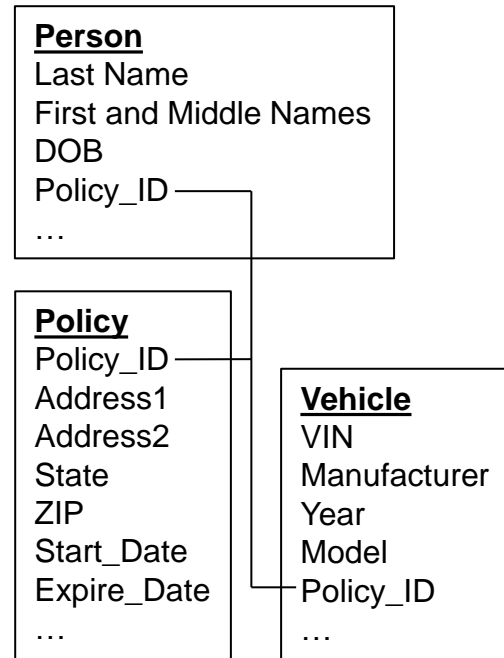 Person
Last Name
First and Middle Names
DOB
Policy_ID
…
Policy
Policy_ID
Address1
Address2
State
ZIP
Start_Date
Expire_Date
…
Vehicle
VIN
Manufacturer
Year
Model
Policy_ID
…